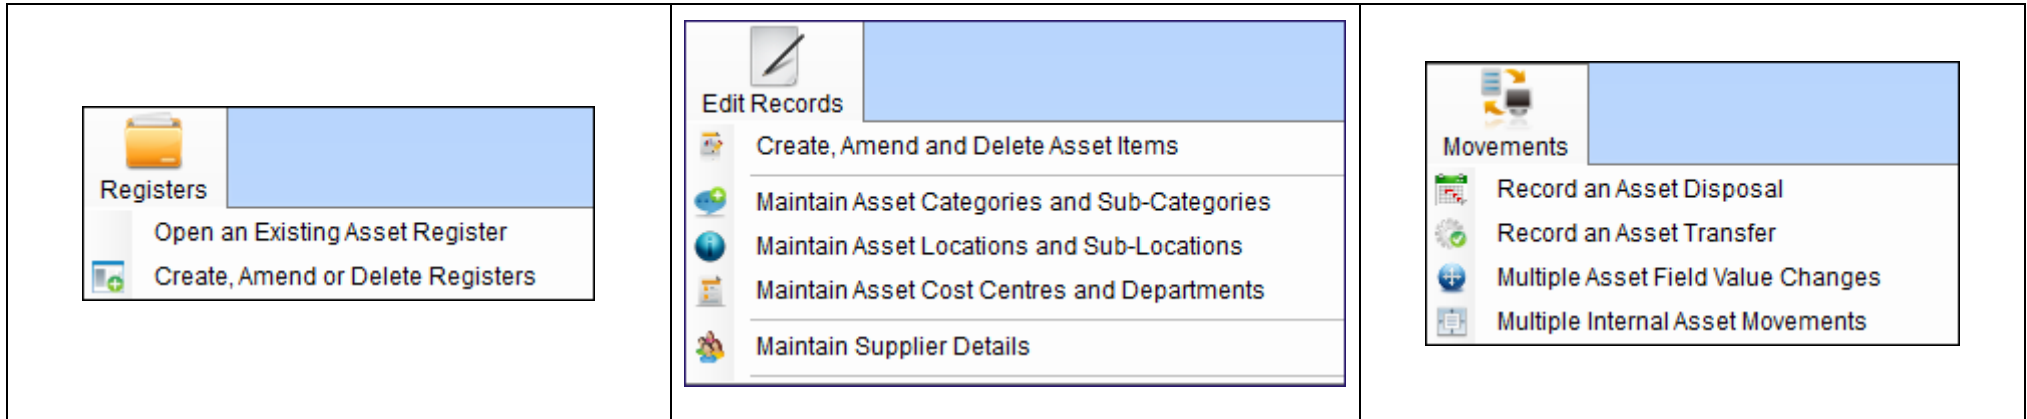 Registers
Open an Existing Asset Register
Create, Amend or Delete Registers
Edit Records
Create, Amend and Delete Asset Items
Maintain Asset Categories and Sub-Categories
Maintain Asset Locations and Sub-Locations
Maintain Asset Cost Centres and Departments
Maintain Supplier Details
Movements
Record an Asset Disposal
Record an Asset Transfer
Multiple Asset Field Value Changes
Multiple Internal Asset Movements